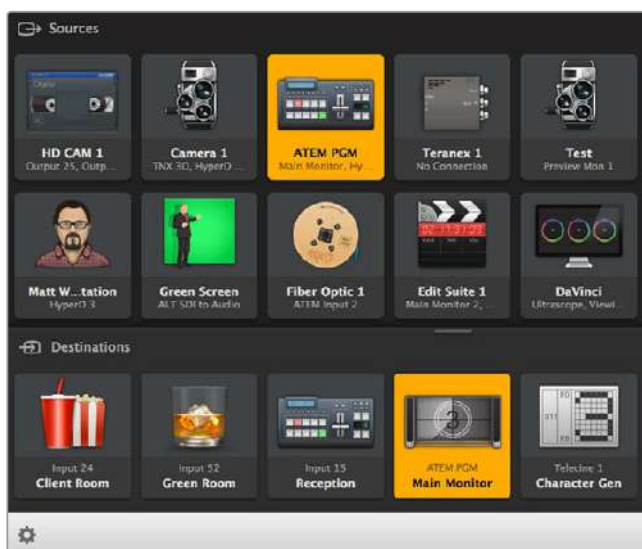 Sources
HD CAM 1
Output 25, Outp...
Camera 1
TNX 3D, HyperD ...
ATEM PGM
Main Monitor, Hy...
Teranex 1
No Connection
Test
Preview Mon 1
Matt W...tation
HyperD 3
Green Screen
ALT SDI to Audio
Fiber Optic 1
ATEM Input 2
Edit Suite 1
Main Monitor 2, ...
DaVinci
Ultrascope, Viewi...
Destinations
Input 24
Client Room
Input 52
Green Room
Input 15
Reception
3
ATEM PGM
Main Monitor
Telecine 1
Character Gen